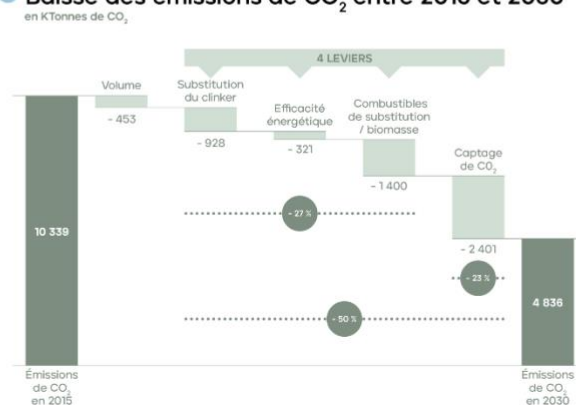 Baisse des émissions de CO₂ entre 2015 et 2030
en KTonnes de CO₂
4 LEVIERS
Volume
- 453
Substitution
du clinker
- 928
Efficacité
énergétique
- 321
Combustibles
de substitution
/ biomasse
- 1 400
Captage
de CO₂
- 2 401
- 27 %
- 23 %
- 50 %
10 339
4 836
Émissions
de CO₂
en 2015
Émissions
de CO₂
en 2030